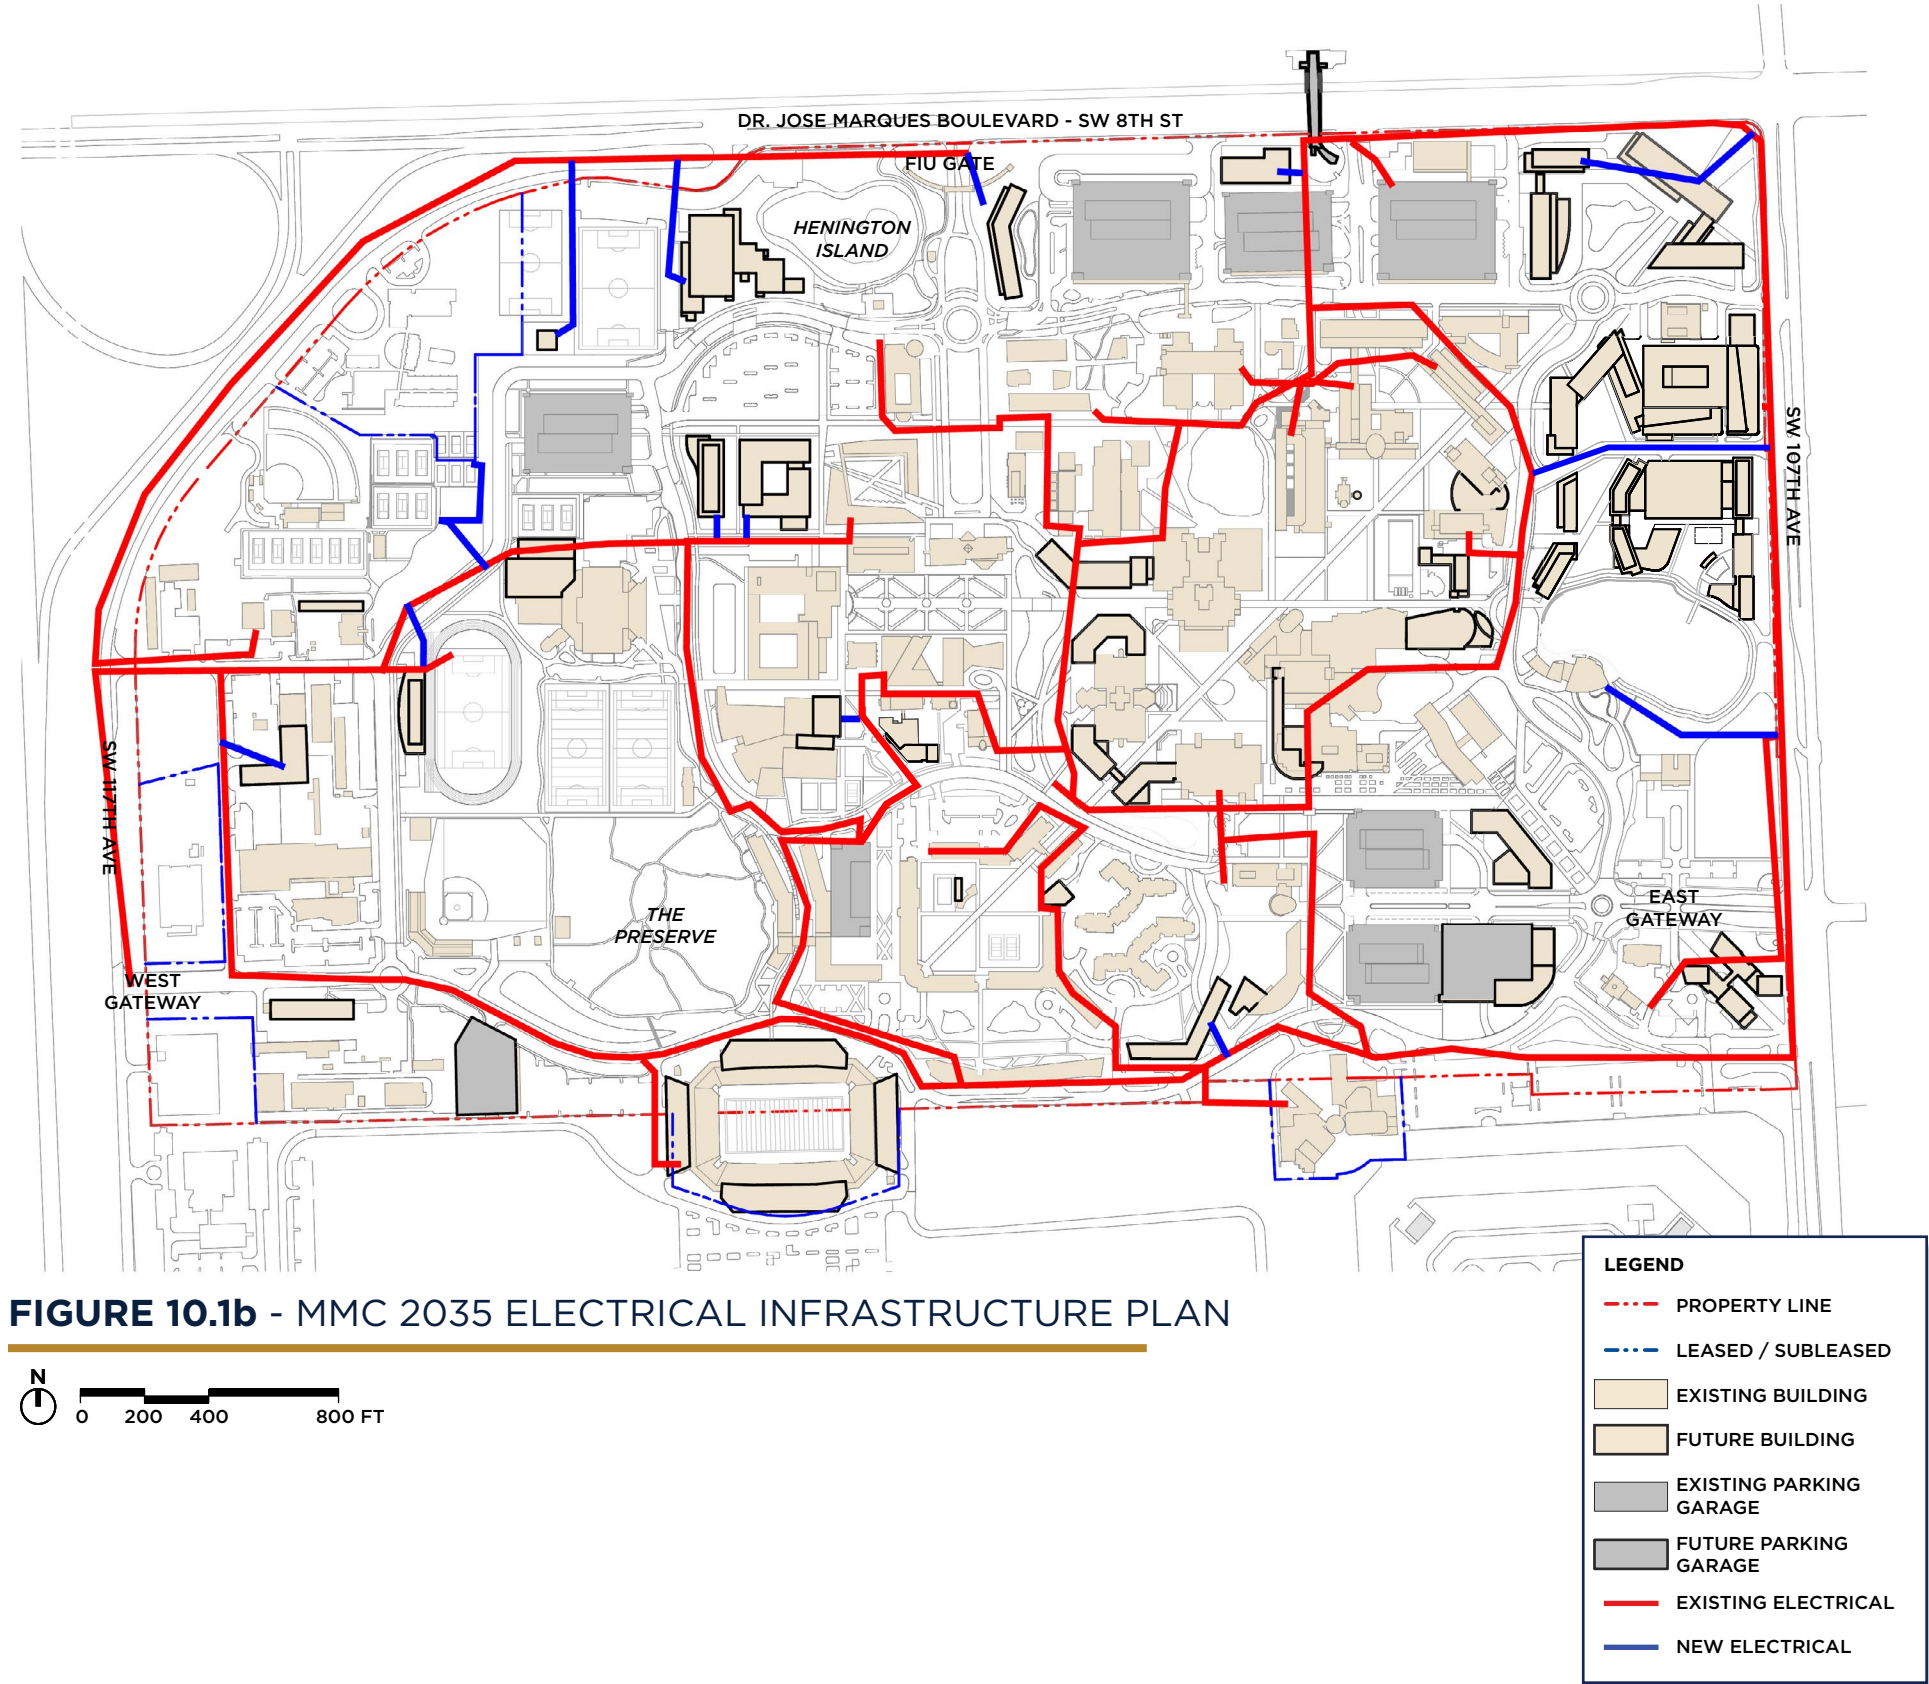 DR. JOSE MARQUES BOULEVARD - SW 8TH ST
FIU GATE
HENINGTON
ISLAND
SW 107TH AVE
SW 117TH AVE
THE
PRESERVE
EAST
GATEWAY
WEST
GATEWAY
FIGURE 10.1b - MMC 2035 ELECTRICAL INFRASTRUCTURE PLAN
N
0 200 400 800 FT
LEGEND
PROPERTY LINE
LEASED / SUBLEASED
EXISTING BUILDING
FUTURE BUILDING
EXISTING PARKING
GARAGE
FUTURE PARKING
GARAGE
EXISTING ELECTRICAL
NEW ELECTRICAL